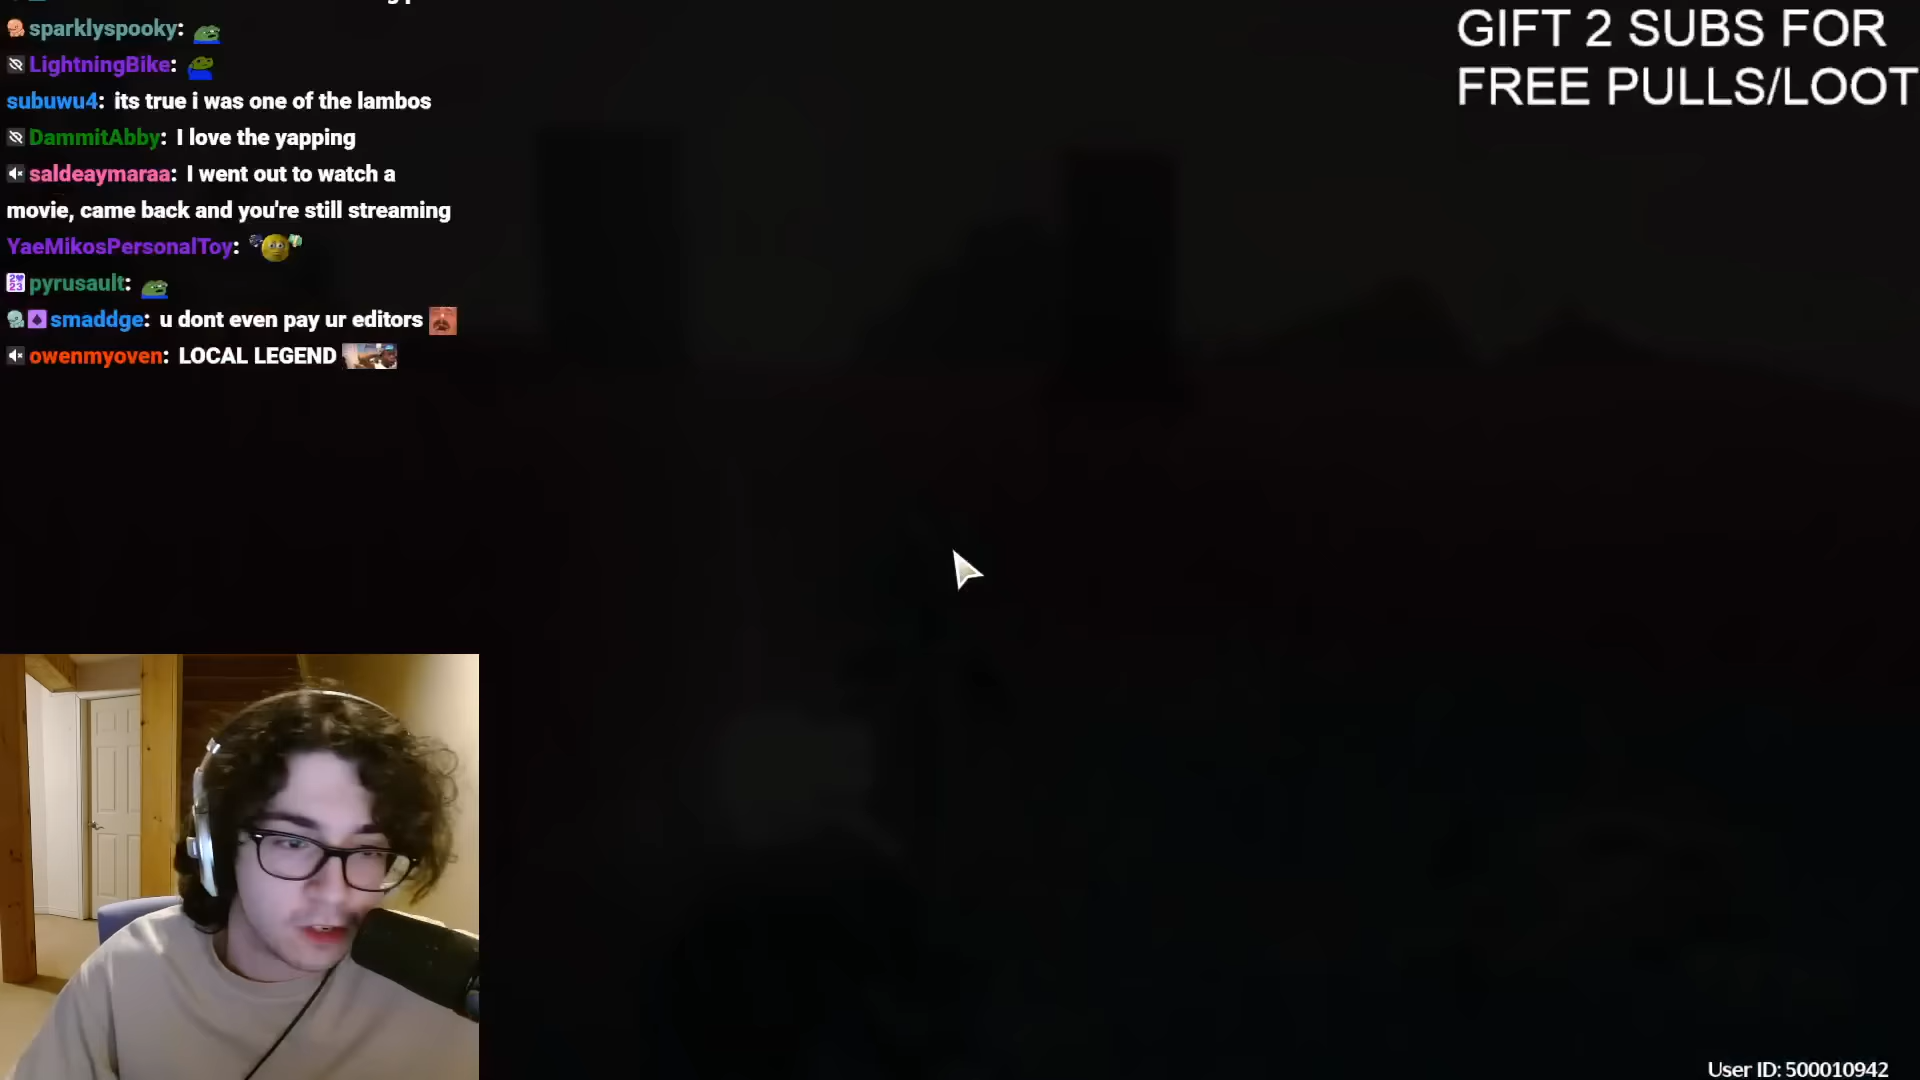 sparklyspooky:
LightningBike:
subuwu4: its true i was one of the lambos
DammitAbby: I love the yapping
saldeaymaraa: I went out to watch a
movie, came back and you're still streaming
YaeMikosPersonalToy:
pyrusault:
smaddge: u dont even pay ur editors
owenmyoven: LOCAL LEGEND
GIFT 2 SUBS FOR
FREE PULLS/LOOT
User ID: 500010942